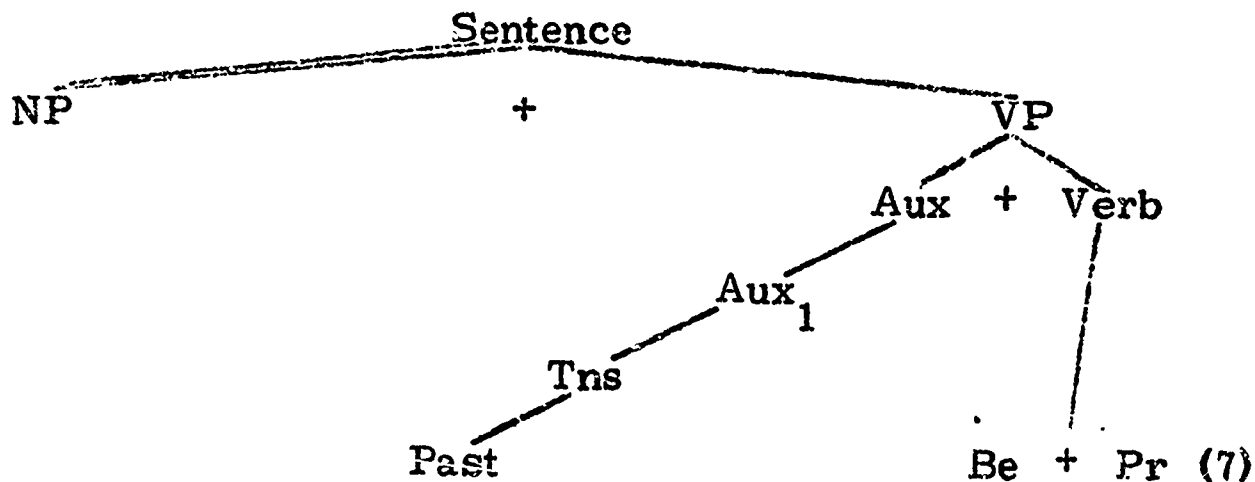 Sentence
NP + VP
Aux + Verb
Aux1
Tns
Past Be + Pr (7)